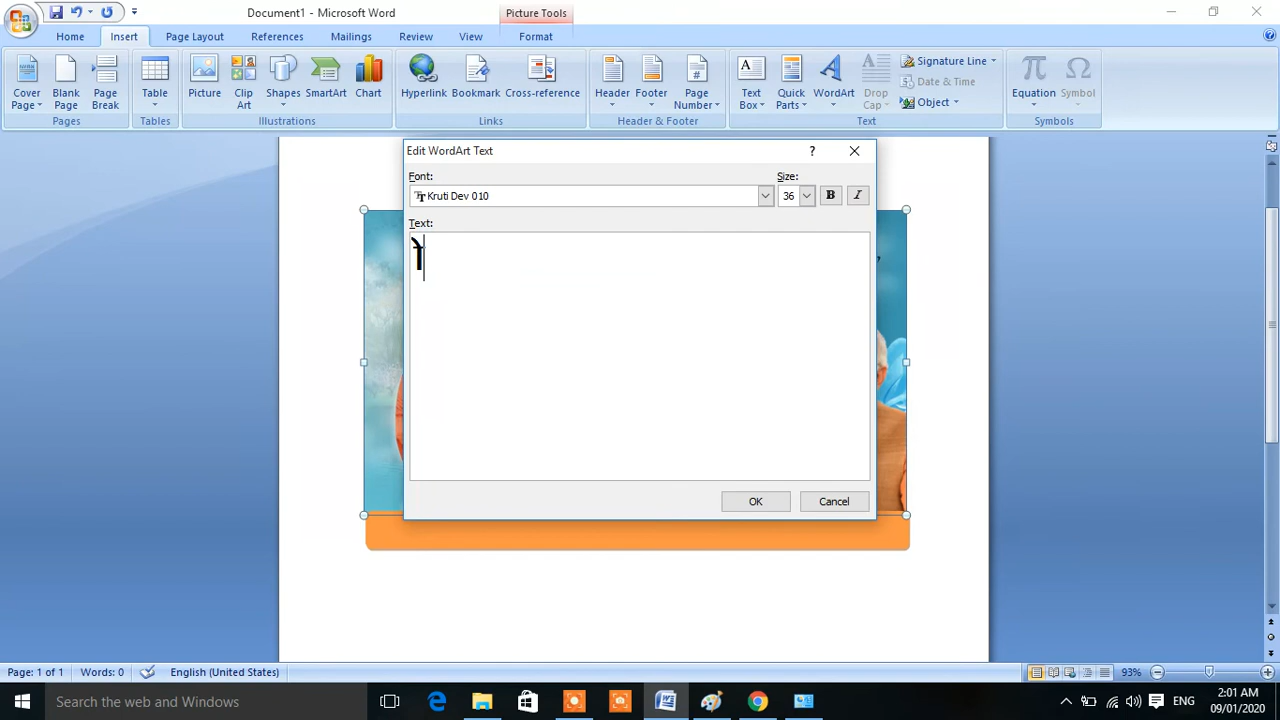 Document1 - Microsoft Word
Picture Tools
Home
Insert
Page Layout
References
Mailings
Review
View
Format
Cover Page
Blank Page
Page Break
Table
Picture
Clip Art
Shapes
SmartArt
Chart
Hyperlink
Bookmark
Cross-reference
Header
Footer
Page Number
Text Box
Quick Parts
WordArt
Drop Cap
Signature Line
Date & Time
Object
Equation
Symbol
Pages
Tables
Illustrations
Links
Header & Footer
Text
Symbols
Edit WordArt Text
?
Font:
Size:
Kruti Dev 010
36
B
I
Text:
ो
OK
Cancel
Page: 1 of 1
Words: 0
English (United States)
93%
Search the web and Windows
ENG
2:01 AM
09/01/2020